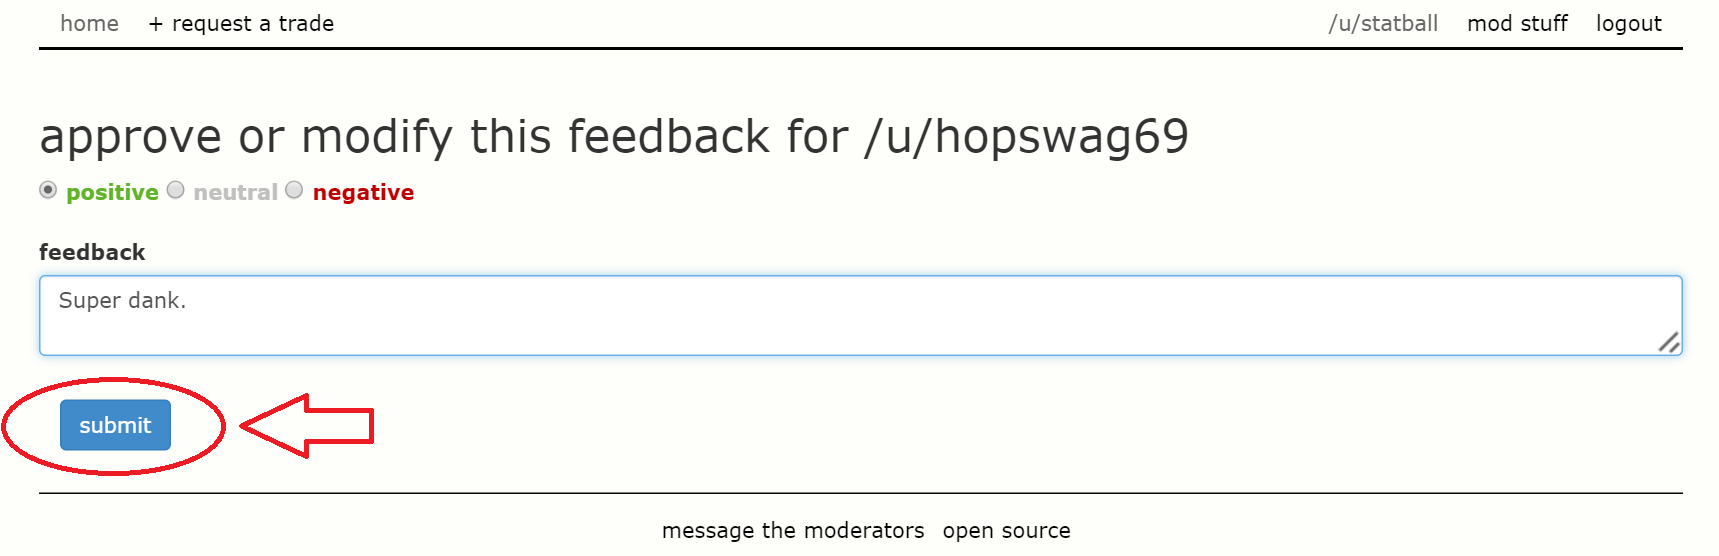 home + request a trade /u/statball mod stuff logout
approve or modify this feedback for /u/hopswag69
positive neutral negative
feedback
Super dank.
submit
message the moderators open source